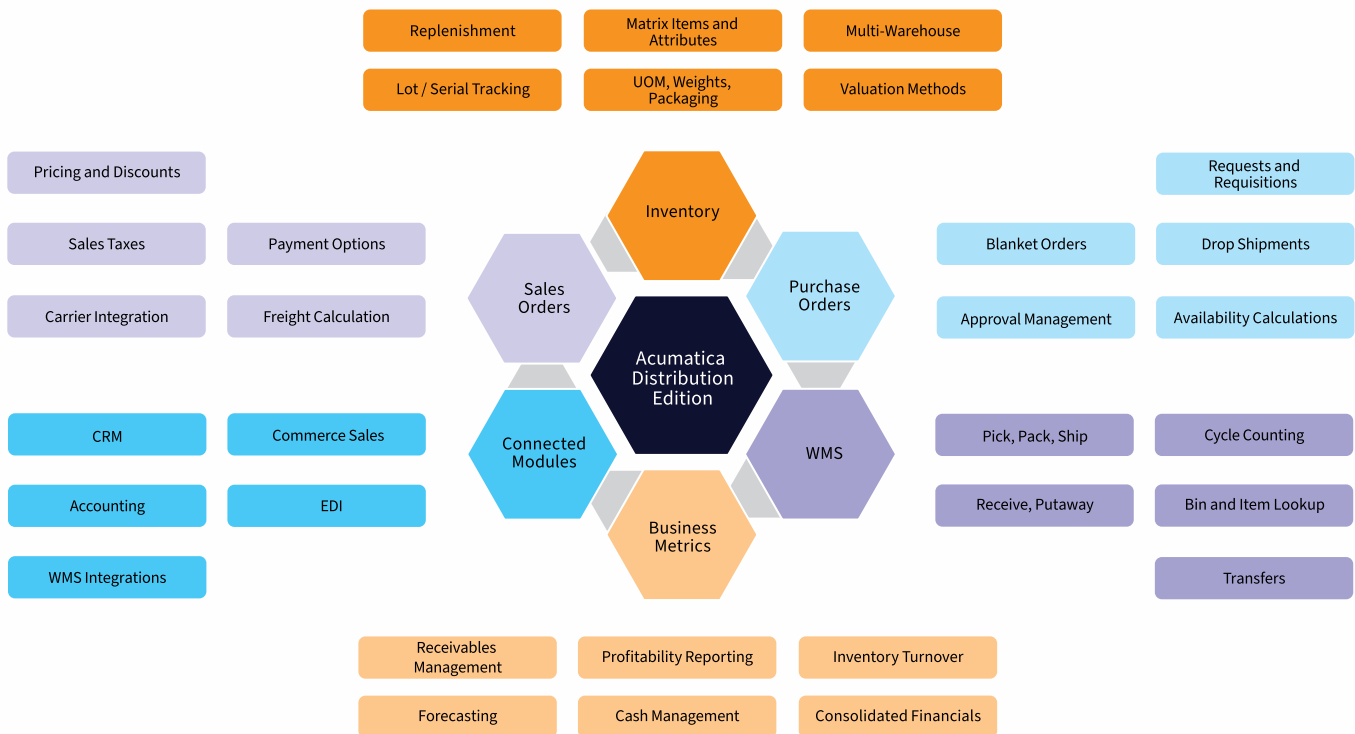 Replenishment
Matrix Items and
Attributes
Multi-Warehouse
Lot / Serial Tracking
UOM, Weights,
Packaging
Valuation Methods
Pricing and Discounts
Sales Taxes
Payment Options
Carrier Integration
Freight Calculation
Inventory
Sales
Orders
Purchase
Orders
Acumatica
Distribution
Edition
Connected
Modules
WMS
Business
Metrics
Requests and
Requisitions
Blanket Orders
Drop Shipments
Approval Management
Availability Calculations
CRM
Commerce Sales
Accounting
EDI
WMS Integrations
Pick, Pack, Ship
Cycle Counting
Receive, Putaway
Bin and Item Lookup
Transfers
Receivables
Management
Profitability Reporting
Inventory Turnover
Forecasting
Cash Management
Consolidated Financials